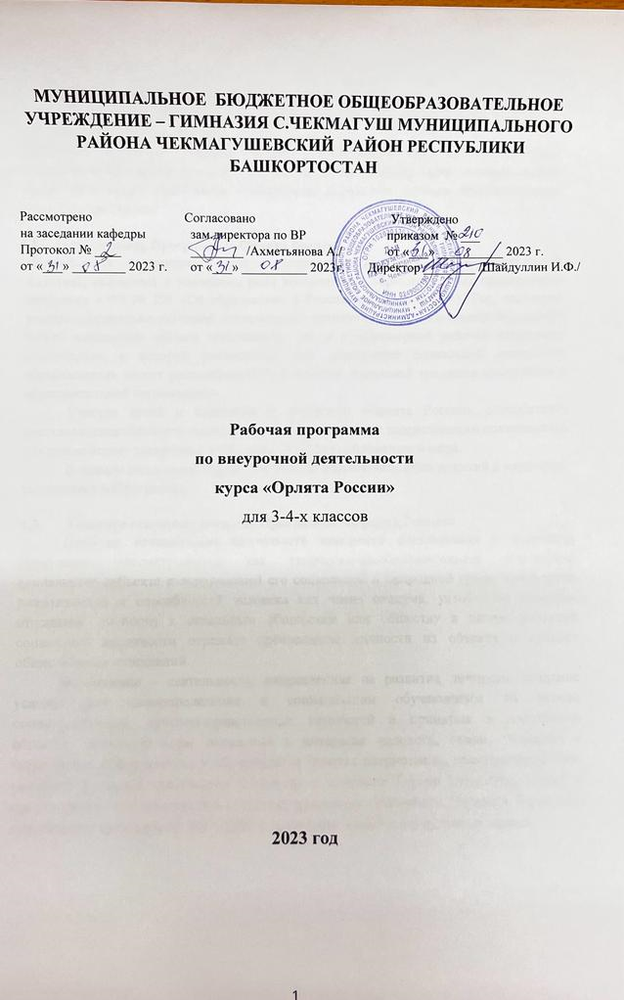 МУНИЦИПАЛЬНОЕ БЮДЖЕТНОЕ ОБЩЕОБРАЗОВАТЕЛЬНОЕ
УЧРЕЖДЕНИЕ – ГИМНАЗИЯ С.ЧЕКМАГУШ МУНИЦИПАЛЬНОГО
РАЙОНА ЧЕКМАГУШЕВСКИЙ РАЙОН РЕСПУБЛИКИ
БАШКОРТОСТАН
Рассмотрено Согласовано Утверждено
на заседании кафедры зам.директора по ВР приказом № 210
Протокол № 2 /Ахметьянова А./ от «31» 08 2023 г.
от «31» 08 2023 г. от «31» 08 2023 г. Директор /Шайдуллин И.Ф./
Рабочая программа
по внеурочной деятельности
курса «Орлята России»
для 3-4-х классов
2023 год
1